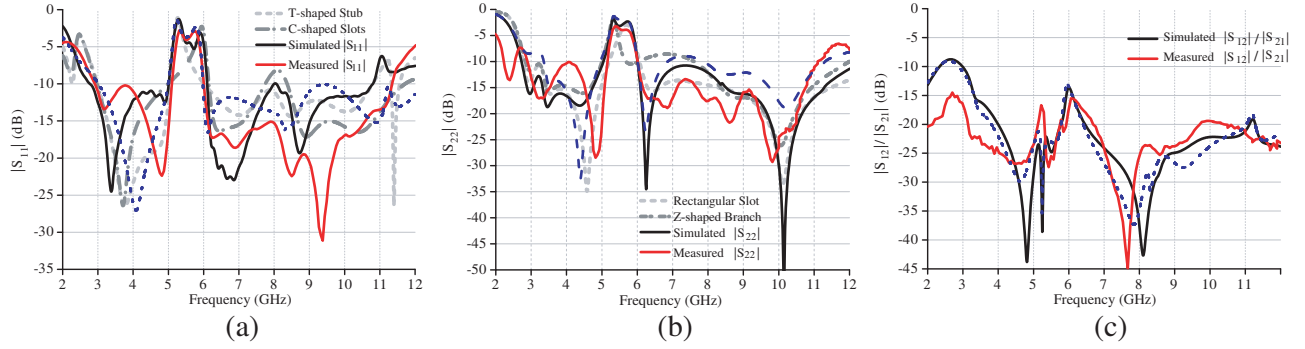 0
-5
-10
-15
-20
-25
-30
-35
|S11| (dB)
2 3 4 5 6 7 8 9 10 11 12
Frequency (GHz)
T-shaped Stub
C-shaped Slots
Simulated |S11|
Measured |S11|
(a)
0
-5
-10
-15
-20
-25
-30
-35
-40
-45
-50
|S22| (dB)
2 3 4 5 6 7 8 9 10 11 12
Frequency (GHz)
Rectangular Slot
Z-shaped Branch
Simulated |S22|
Measured |S22|
(b)
0
-5
-10
-15
-20
-25
-30
-35
-40
-45
|S12|/ |S21| (dB)
2 3 4 5 6 7 8 9 10 11
Frequency (GHz)
Simulated |S12| / |S21|
Measured |S12| / |S21|
(c)